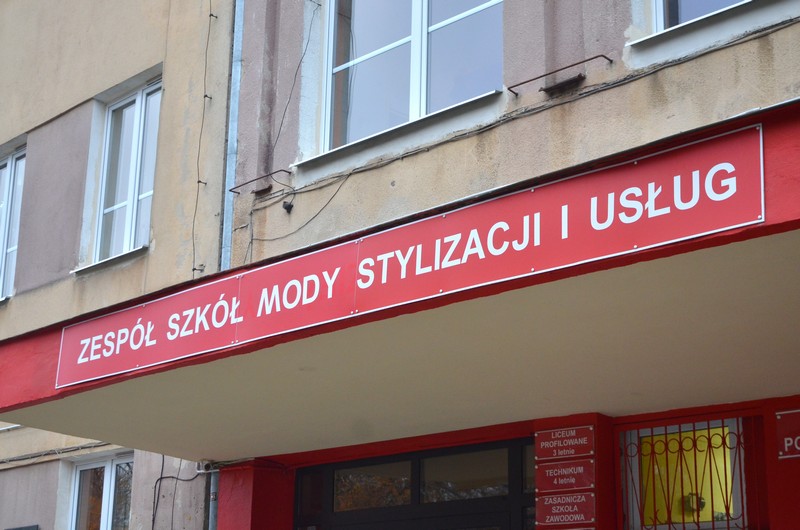 ZESPÓŁ SZKÓŁ MODY STYLIZACJI I USŁUG
LICEUM
PROFILOWANE
3 letnie
TECHNIKUM
4 letnie
ZASADNICZA
SZKOŁA
ZAWODOWA